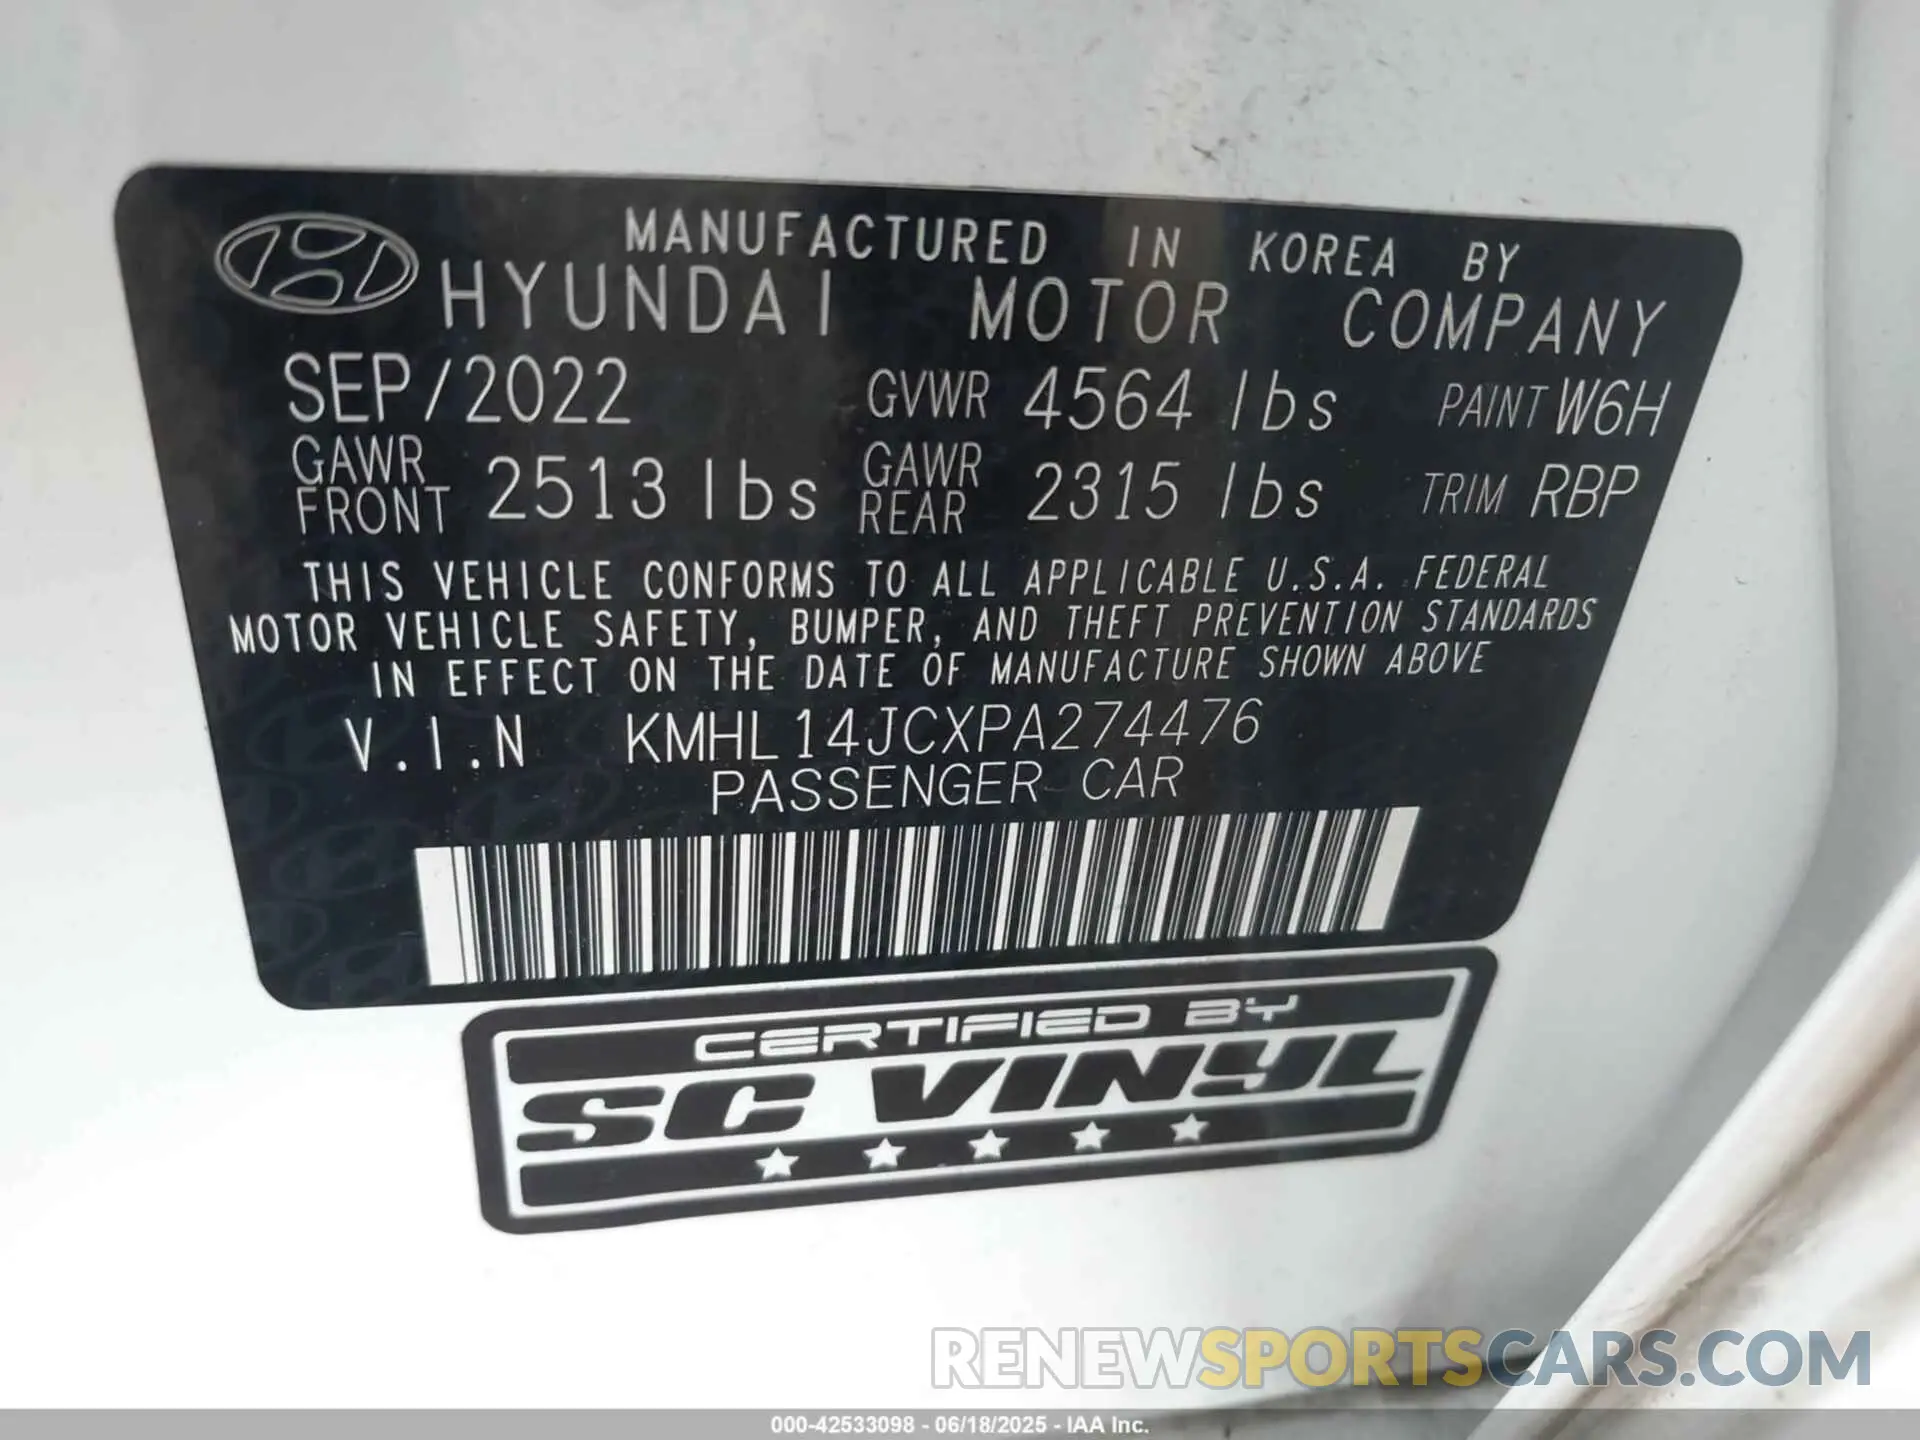 MANUFACTURED IN KOREA BY
HYUNDAI MOTOR COMPANY
SEP/2022 GVWR 4564 lbs PAINT W6H
GAWR FRONT 2513 lbs GAWR REAR 2315 lbs TRIM RBP
THIS VEHICLE CONFORMS TO ALL APPLICABLE U.S.A. FEDERAL
MOTOR VEHICLE SAFETY, BUMPER, AND THEFT PREVENTION STANDARDS
IN EFFECT ON THE DATE OF MANUFACTURE SHOWN ABOVE
V.I.N KMHL14JCXPA274476
PASSENGER CAR
CERTIFIED BY
SC VINYL
RENEWSPORTSCARS.COM
000-42533098 - 06/18/2025 - IAA Inc.